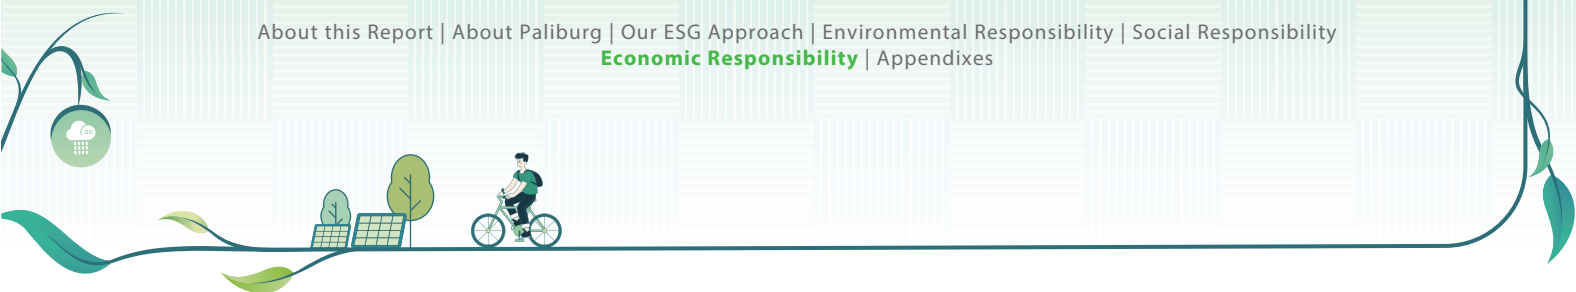 About this Report | About Paliburg | Our ESG Approach | Environmental Responsibility | Social Responsibility
Economic Responsibility | Appendixes